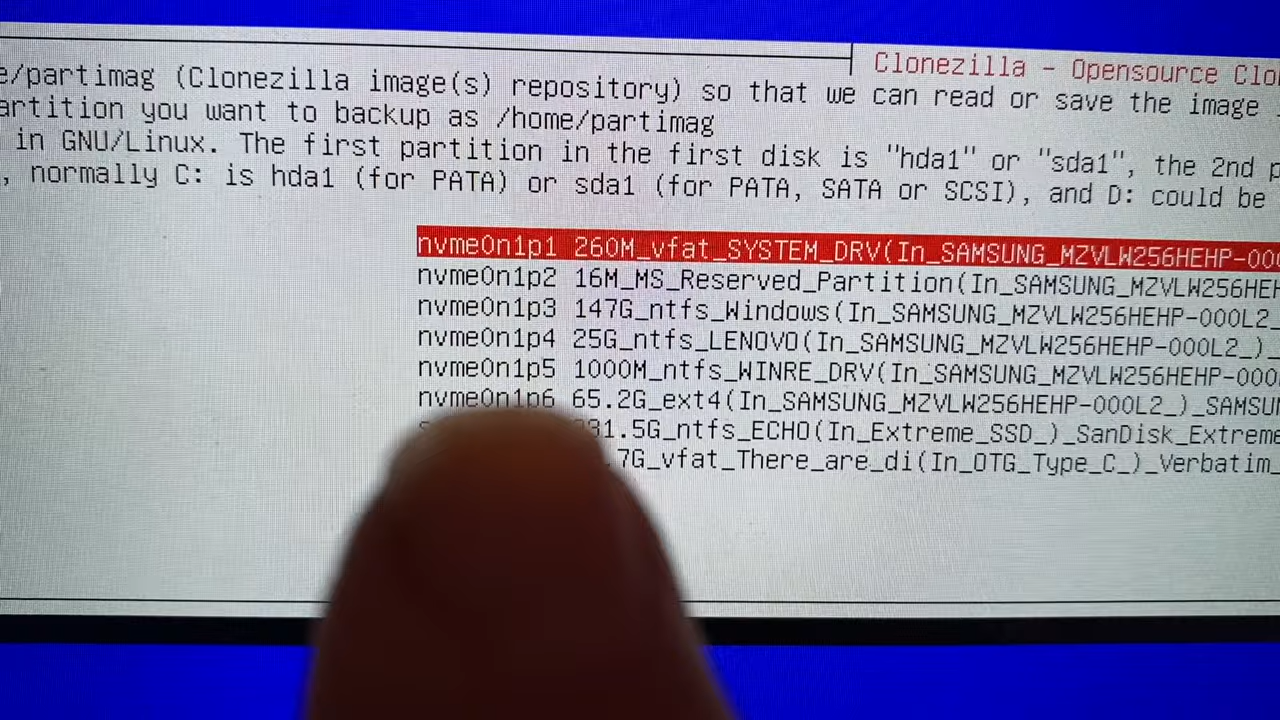 Clonezilla - Opensource Clo
e/partimag (Clonezilla image(s) repository) so that we can read or save the image
artition you want to backup as /home/partimag
in GNU/Linux. The first partition in the first disk is "hda1" or "sda1", the 2nd p
, normally C: is hda1 (for PATA) or sda1 (for PATA, SATA or SCSI), and D: could be
nvme0n1p1 260M_vfat_SYSTEM_DRV(In_SAMSUNG_MZVLW256HEHP-000
nvme0n1p2 16M_MS_Reserved_Partition(In_SAMSUNG_MZVLW256HEH
nvme0n1p3 147G_ntfs_Windows(In_SAMSUNG_MZVLW256HEHP-000L2_
nvme0n1p4 25G_ntfs_LENOVO(In_SAMSUNG_MZVLW256HEHP-000L2_)_
nvme0n1p5 1000M_ntfs_WINRE_DRV(In_SAMSUNG_MZVLW256HEHP-000
nvme0n1p6 65.2G_ext4(In_SAMSUNG_MZVLW256HEHP-000L2_)_SAMSU
31.5G_ntfs_ECHO(In_Extreme_SSD_)_SanDisk_Extreme
.7G_vfat_There_are_di(In_OTG_Type_C_)_Verbatim_